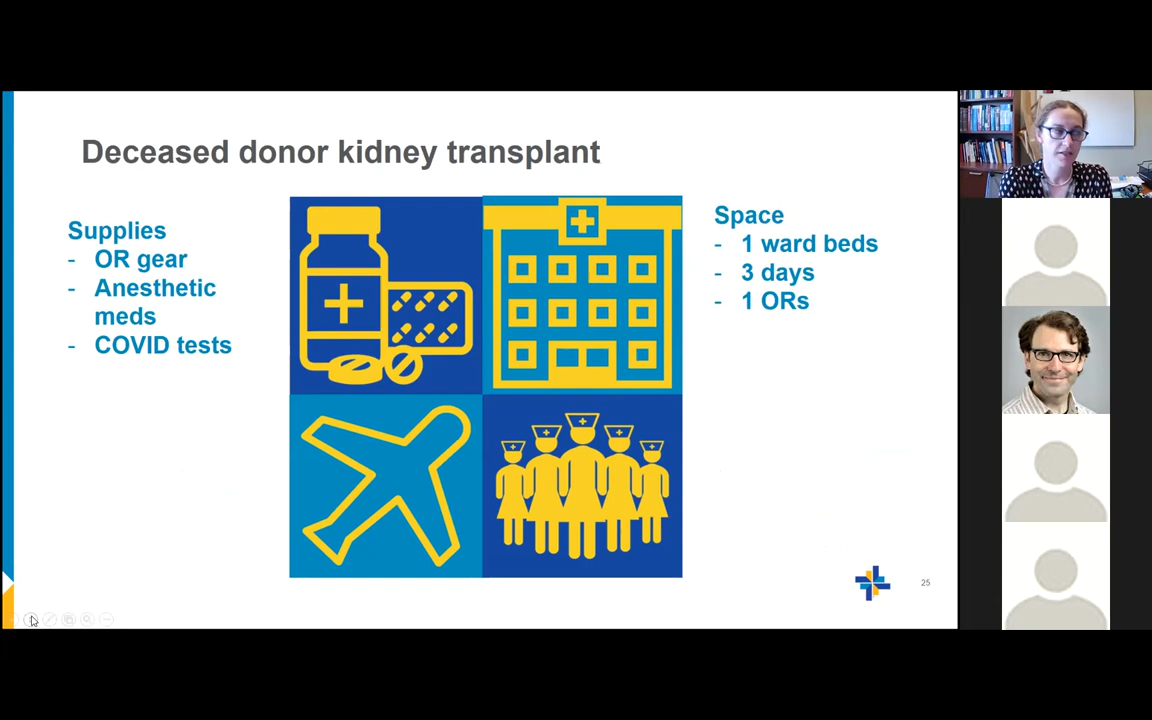 Deceased donor kidney transplant
Supplies
- OR gear
- Anesthetic
meds
- COVID tests
Space
- 1 ward beds
- 3 days
- 1 ORs
25